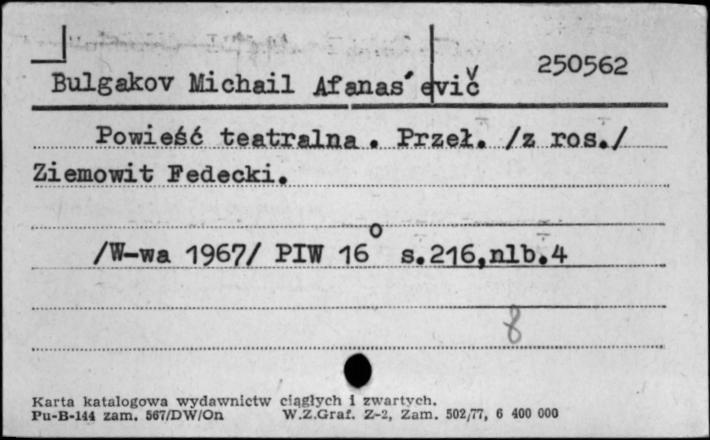 250562
Bulgakov Michail Afanas'evič
Powieść teatralna. Przeł. /z ros./
Ziemowit Fedecki.
/W-wa 1967/ PIW 16° s.216,nlb.4
8
Karta katalogowa wydawnictw ciągłych i zwartych.
Pu-B-144 zam. 567/DW/On W.Z.Graf. Z-2, Zam. 502/77, 6 400 000